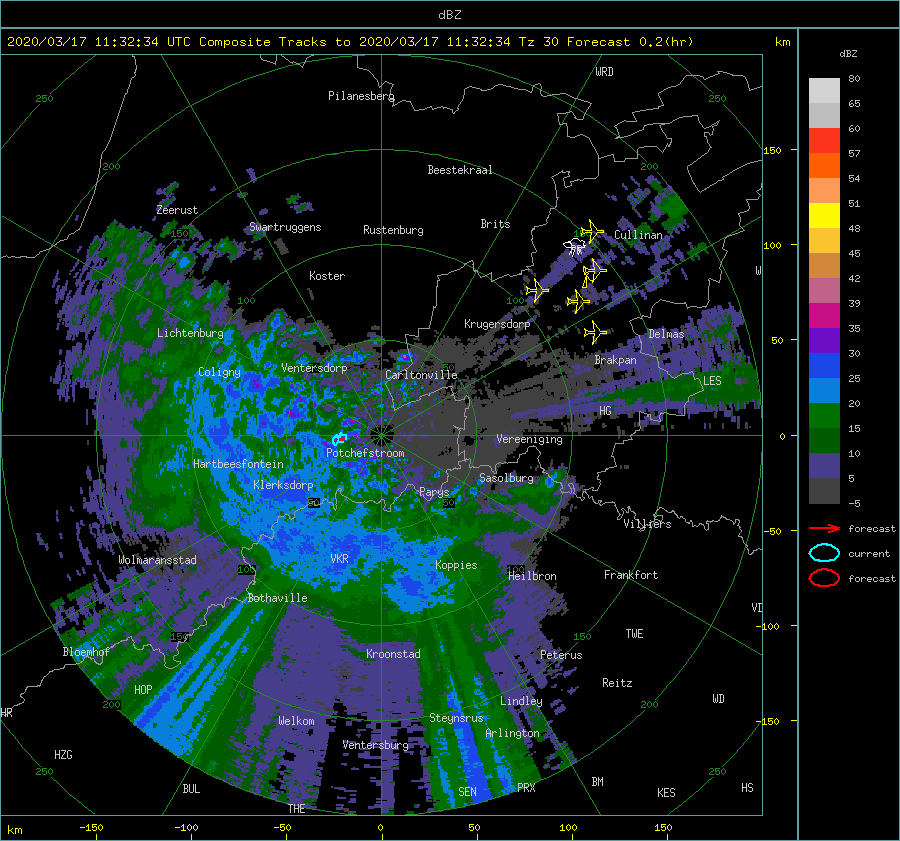 dBZ
2020/03/17 11:32:34 UTC Composite Tracks to 2020/03/17 11:32:34 Tz 30 Forecast 0.2(hr)
km
dBZ
WRD
250
Pilanesberg
250
80
65
60
57
54
51
48
45
42
39
35
30
25
20
15
10
5
-5
150
200
Beestekraal
200
Zeerust
Swartruggens
Rustenburg
Brits
150
Cullinan
100
Koster
W
100
100
Krugersdorp
Lichtenburg
Delmas
50
Coligny
Ventersdorp
Carltonville
Brakpan
LES
HG
Vereeniging
0
Potchefstroom
Hartbeesfontein
Klerksdorp
Parys
Sasolburg
50
50
Villiers
-50
forecast
current
forecast
Wolmaransstad
VKR
Koppies
100
100
Heilbron
Frankfort
Bothaville
VD
-100
150
150
TWE
Bloemhof
Kroonstad
Peterus
HOP
Reitz
200
200
WD
HR
Lindley
Welkom
Steynsrus
-150
Arlington
Ventersburg
HZG
250
250
BUL
SEN
PRX
BM
KES
HS
THE
km
-150
-100
-50
0
50
100
150